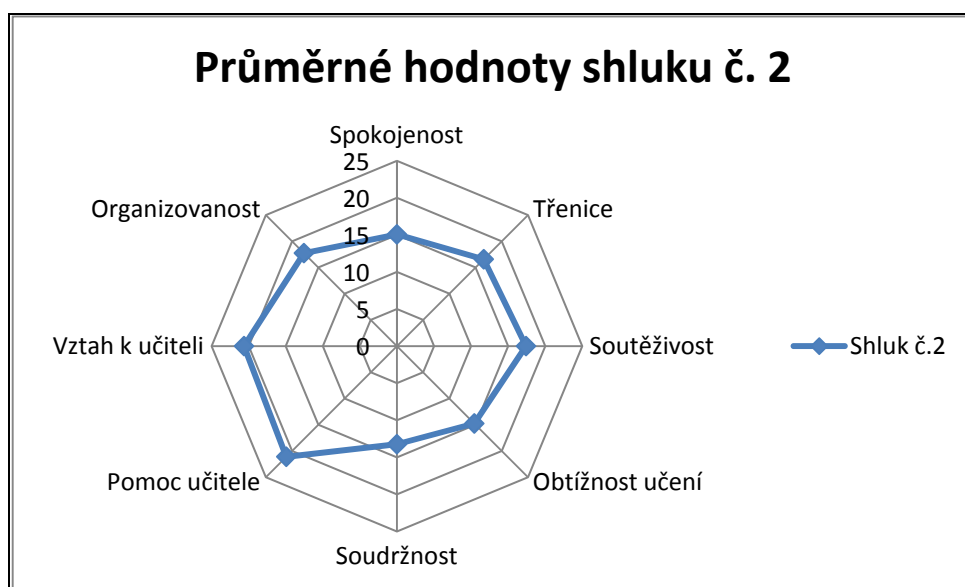 Průměrné hodnoty shluku č. 2
Spokojenost
25
20
15
10
5
0
Třenice
Soutěživost
Obtížnost učení
Soudržnost
Pomoc učitele
Vztah k učiteli
Organizovanost
Shluk č.2